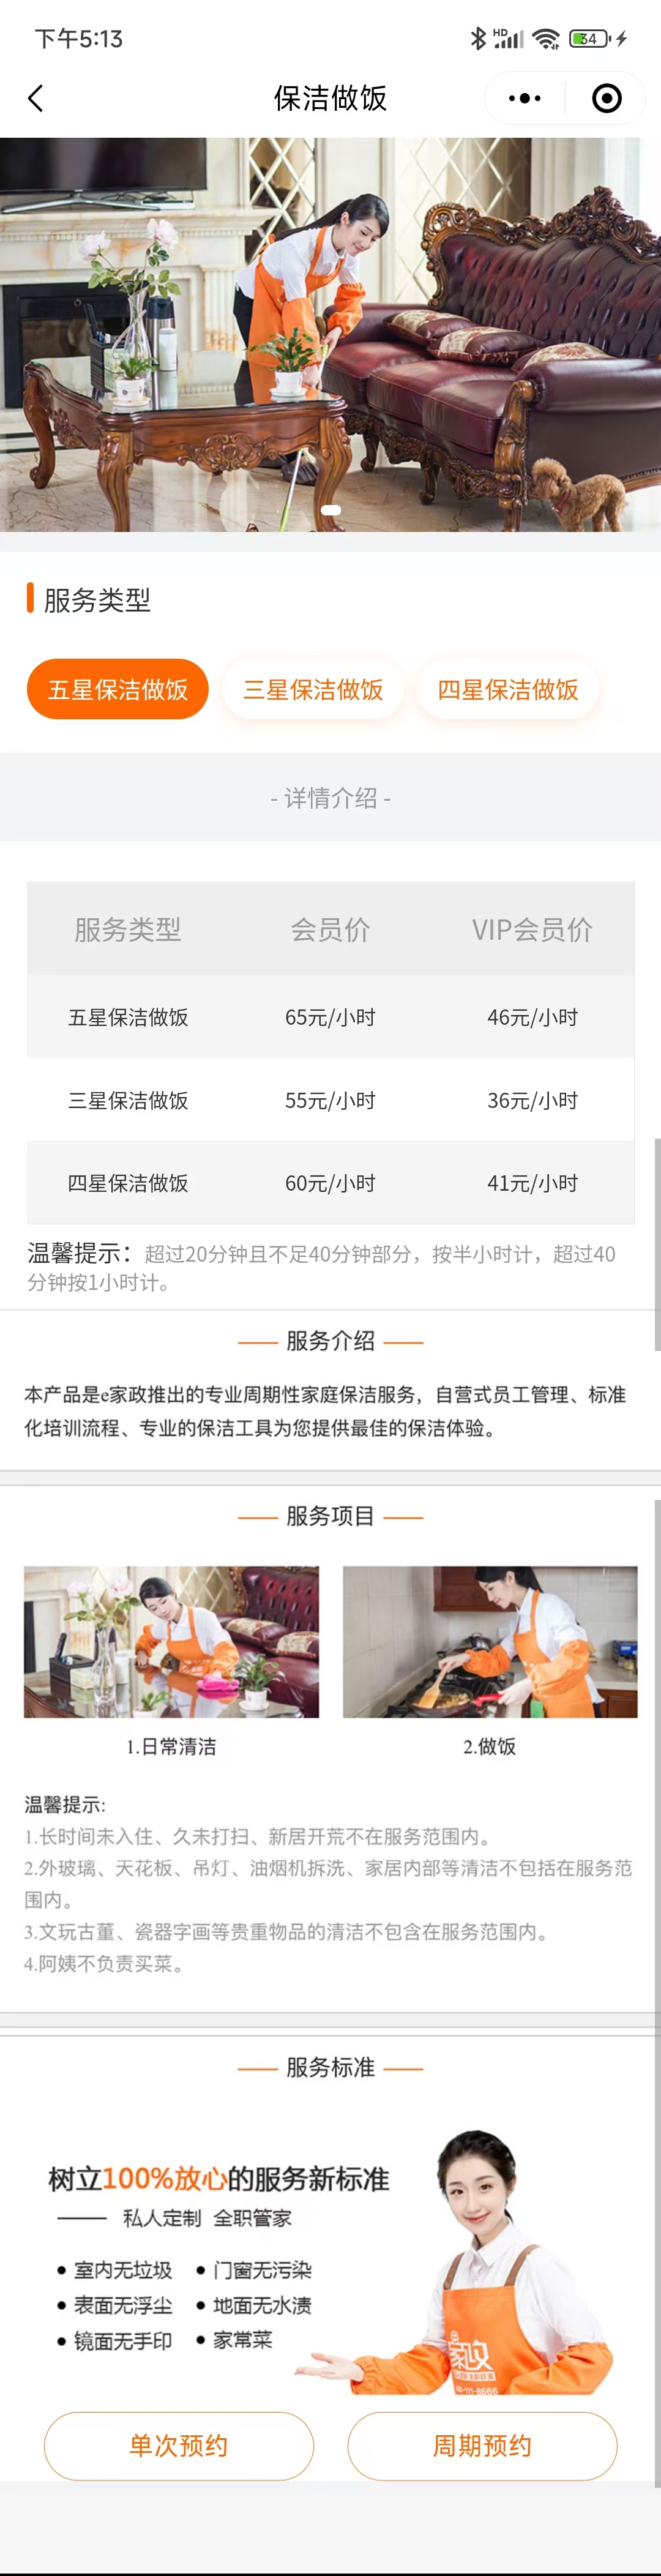 下午5:13
HD
34
保洁做饭
服务类型
五星保洁做饭 三星保洁做饭 四星保洁做饭
- 详情介绍 -
服务类型 会员价 VIP会员价
五星保洁做饭 65元/小时 46元/小时
三星保洁做饭 55元/小时 36元/小时
四星保洁做饭 60元/小时 41元/小时
温馨提示：超过20分钟且不足40分钟部分，按半小时计，超过40
分钟按1小时计。
服务介绍
本产品是e家政推出的专业周期性家庭保洁服务，自营式员工管理、标准
化培训流程、专业的保洁工具为您提供最佳的保洁体验。
服务项目
1.日常清洁 2.做饭
温馨提示:
1.长时间未入住、久未打扫、新居开荒不在服务范围内。
2.外玻璃、天花板、吊灯、油烟机拆洗、家居内部等清洁不包括在服务范
围内。
3.文玩古董、瓷器字画等贵重物品的清洁不包含在服务范围内。
4.阿姨不负责买菜。
服务标准
树立100%放心的服务新标准
私人定制 全职管家
● 室内无垃圾 ● 门窗无污染
● 表面无浮尘 ● 地面无水渍
● 镜面无手印 ● 家常菜
家政
单次预约 周期预约